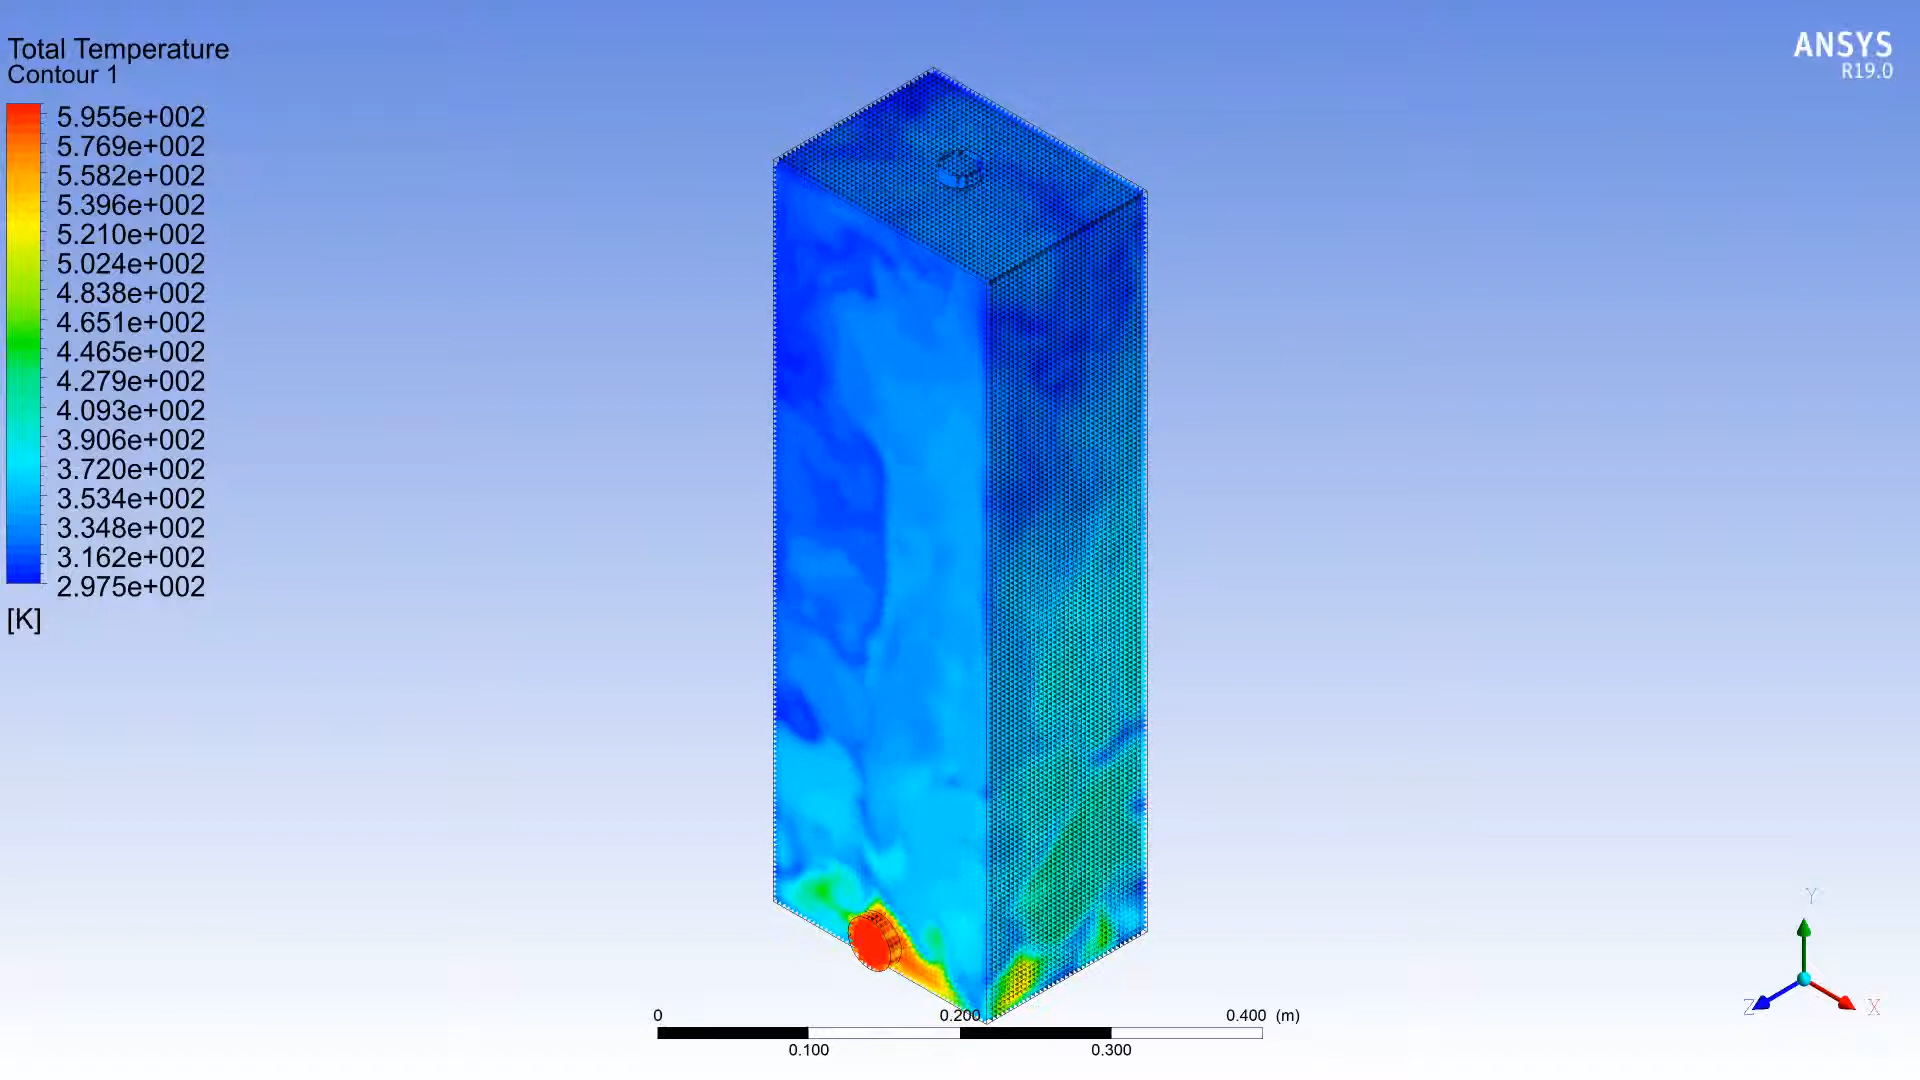 Total Temperature
Contour 1
5.955e+002
5.769e+002
5.582e+002
5.396e+002
5.210e+002
5.024e+002
4.838e+002
4.651e+002
4.465e+002
4.279e+002
4.093e+002
3.906e+002
3.720e+002
3.534e+002
3.348e+002
3.162e+002
2.975e+002
[K]
ANSYS
R19.0
0 0.200 0.400 (m)
0.100 0.300
Y
Z X